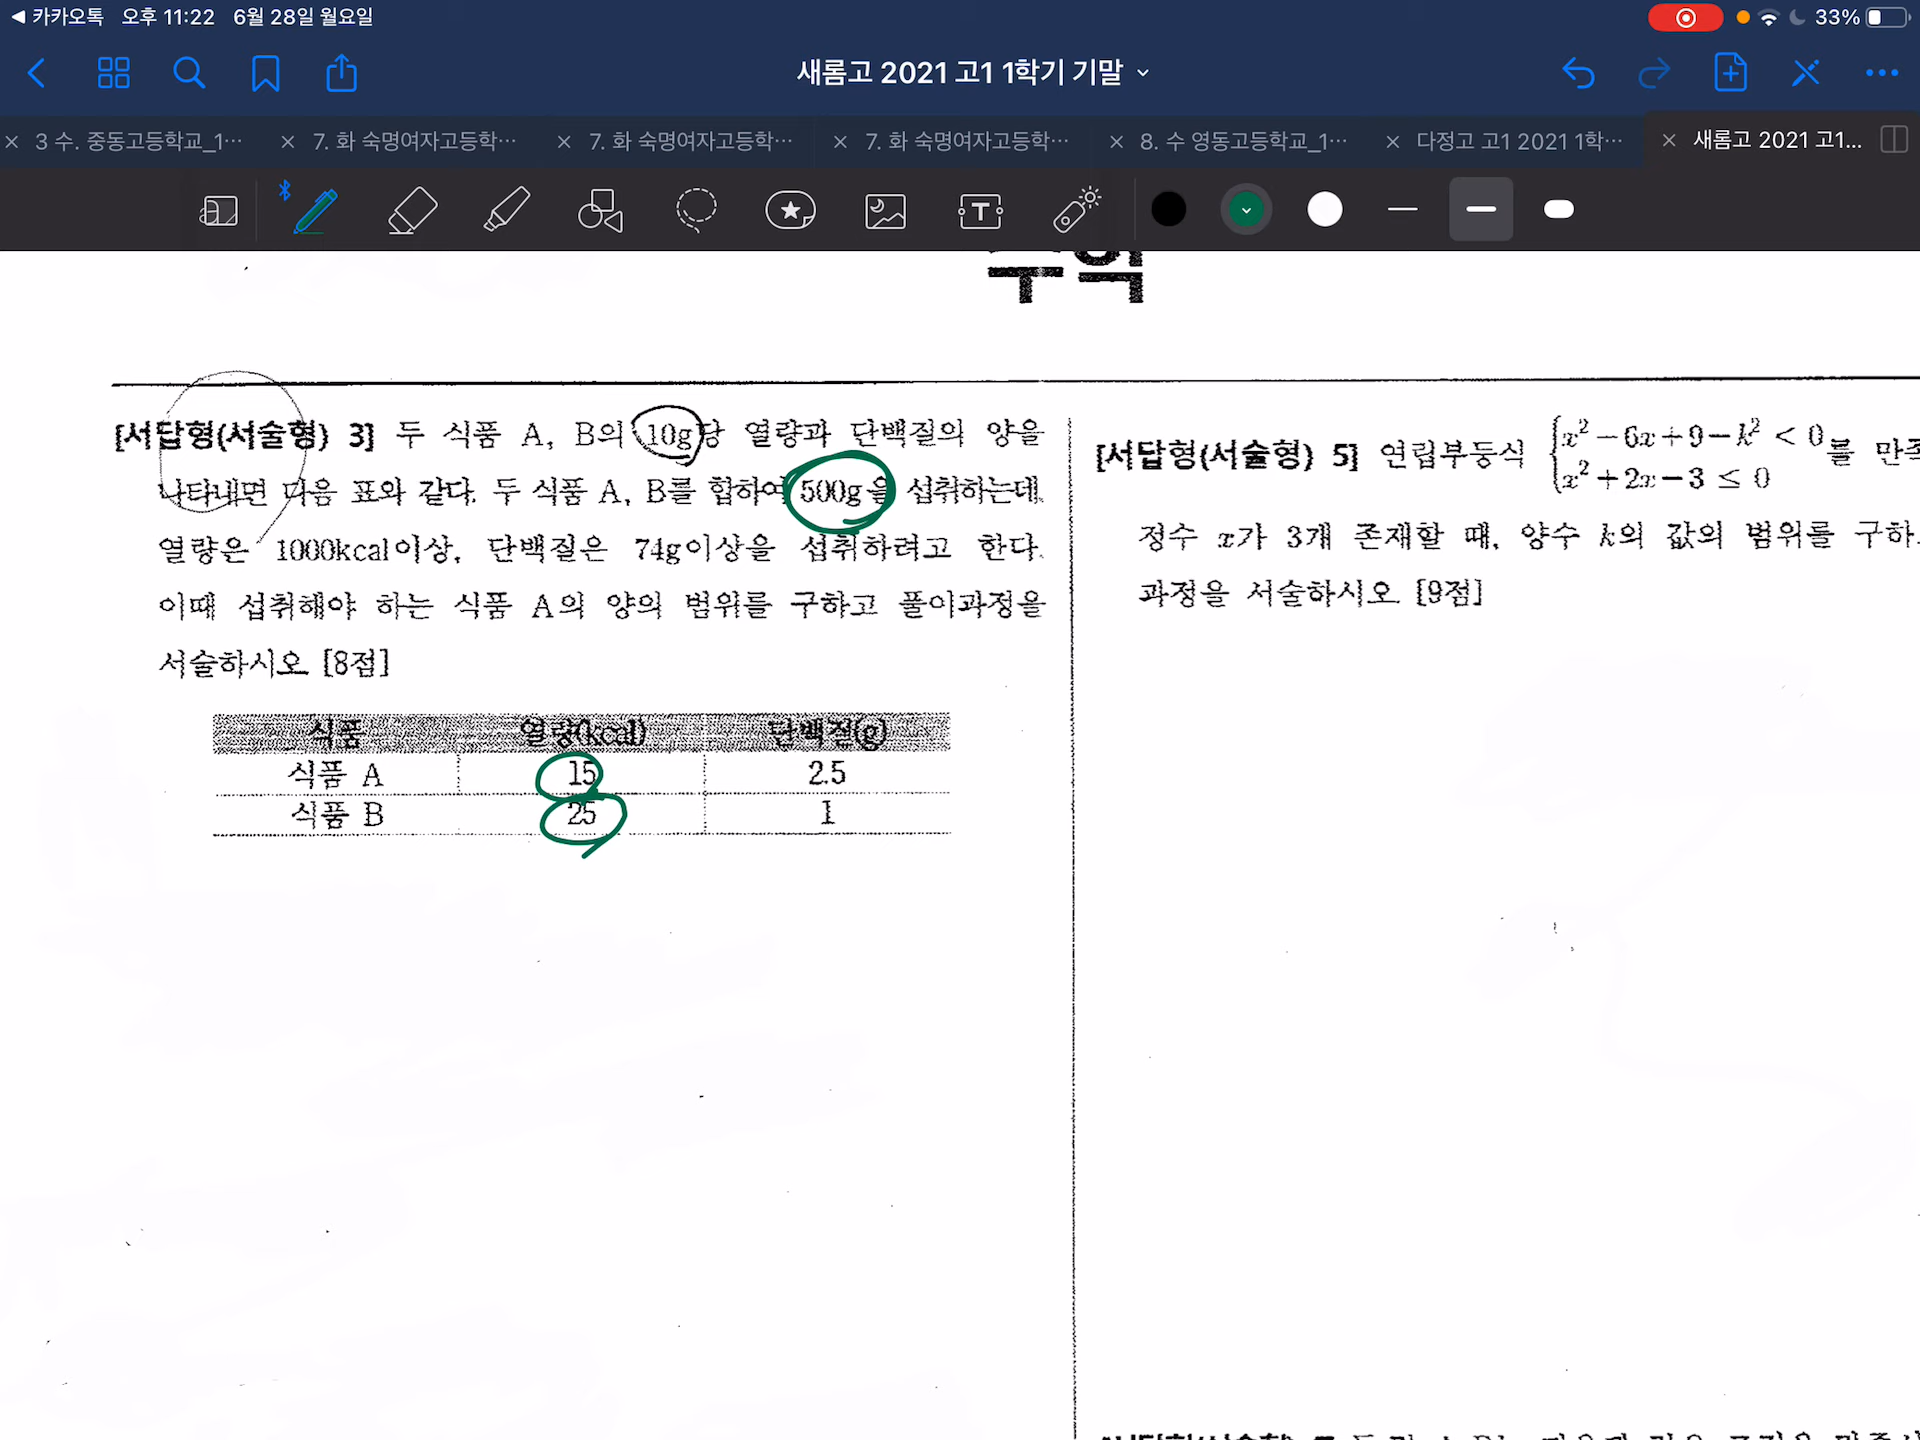 카카오톡 오후 11:22 6월 28일 월요일 33%
새롬고 2021 고1 1학기 기말
3 수. 중동고등학교_1⋯ 7. 화 숙명여자고등학⋯ 7. 화 숙명여자고등학⋯ 7. 화 숙명여자고등학⋯ 8. 수 영동고등학교_1⋯ 다정고 고1 2021 1학⋯ 새롬고 2021 고1...
[서답형(서술형) 3] 두 식품 A, B의 10g당 열량과 단백질의 양을
나타내면 다음 표와 같다. 두 식품 A, B를 합하여 500g을 섭취하는데
열량은 1000kcal이상, 단백질은 74g이상을 섭취하려고 한다.
이때 섭취해야 하는 식품 A의 양의 범위를 구하고 풀이과정을
서술하시오 [8점]
식품 열량(kcal) 단백질(g)
식품 A 15 2.5
식품 B 25 1
[서답형(서술형) 5] 연립부등식 {x² − 6x + 9 − k² < 0 를 만족
x² + 2x − 3 ≤ 0
정수 x가 3개 존재할 때, 양수 k의 값의 범위를 구하
과정을 서술하시오 [9점]